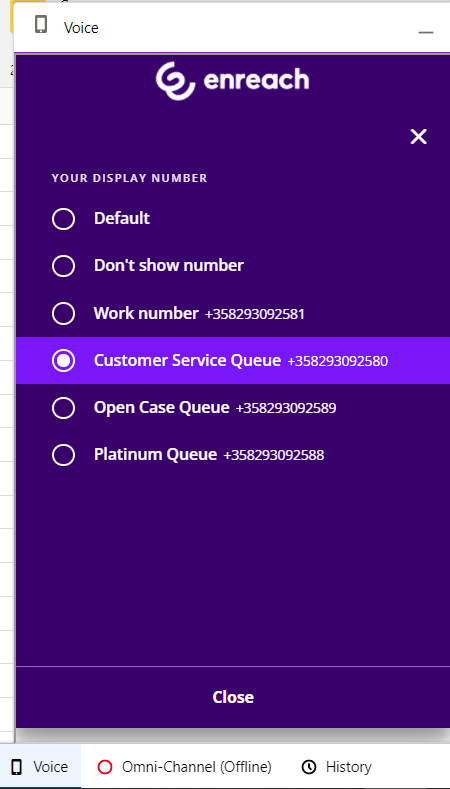 Voice
enreach
YOUR DISPLAY NUMBER
Default
Don't show number
Work number +358293092581
Customer Service Queue +358293092580
Open Case Queue +358293092589
Platinum Queue +358293092588
Close
Voice
Omni-Channel (Offline)
History